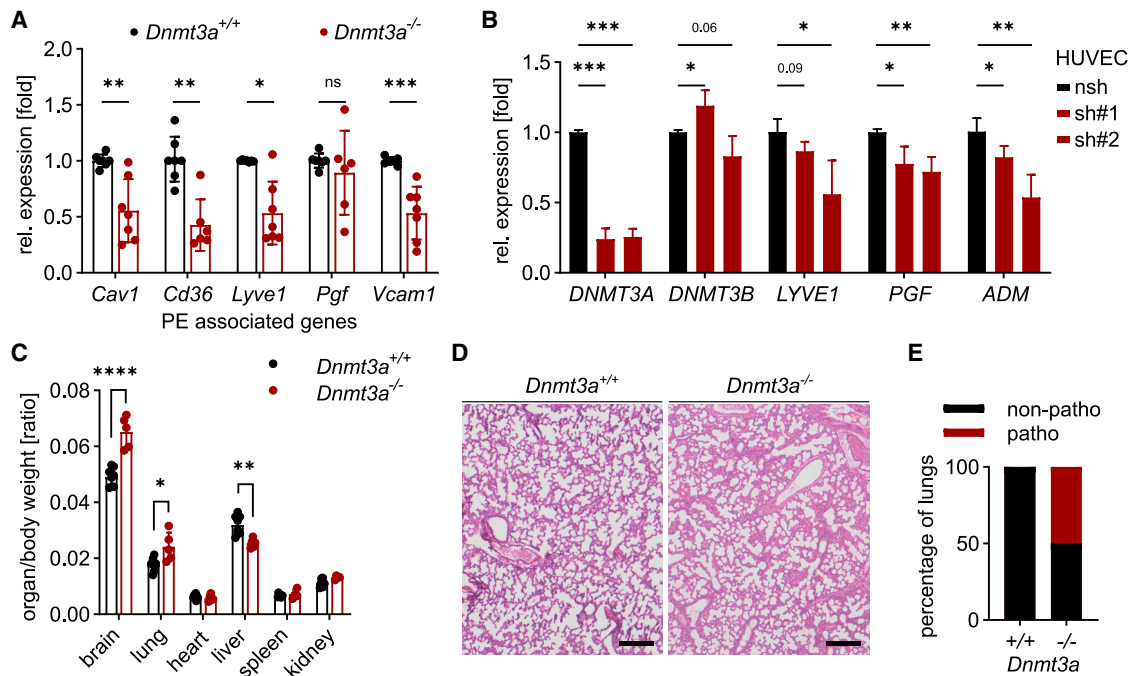 A
Dnmt3a+/+ Dnmt3a-/-
rel. expession [fold]
2.0
1.5
1.0
0.5
0.0
** ** * ns ***
Cav1 Cd36 Lyve1 Pgf Vcam1
PE associated genes
B
rel. expression [fold]
1.5
1.0
0.5
0.0
*** 0.06 * ** **
*** * 0.09 * *
HUVEC
nsh
sh#1
sh#2
DNMT3A DNMT3B LYVE1 PGF ADM
C
Dnmt3a+/+
Dnmt3a-/-
organ/body weight [ratio]
0.08
0.06
0.04
0.02
0.00
**** * **
brain lung heart liver spleen kidney
D
Dnmt3a+/+ Dnmt3a-/-
E
non-patho
patho
percentage of lungs
100
50
0
+/+ -/-
Dnmt3a